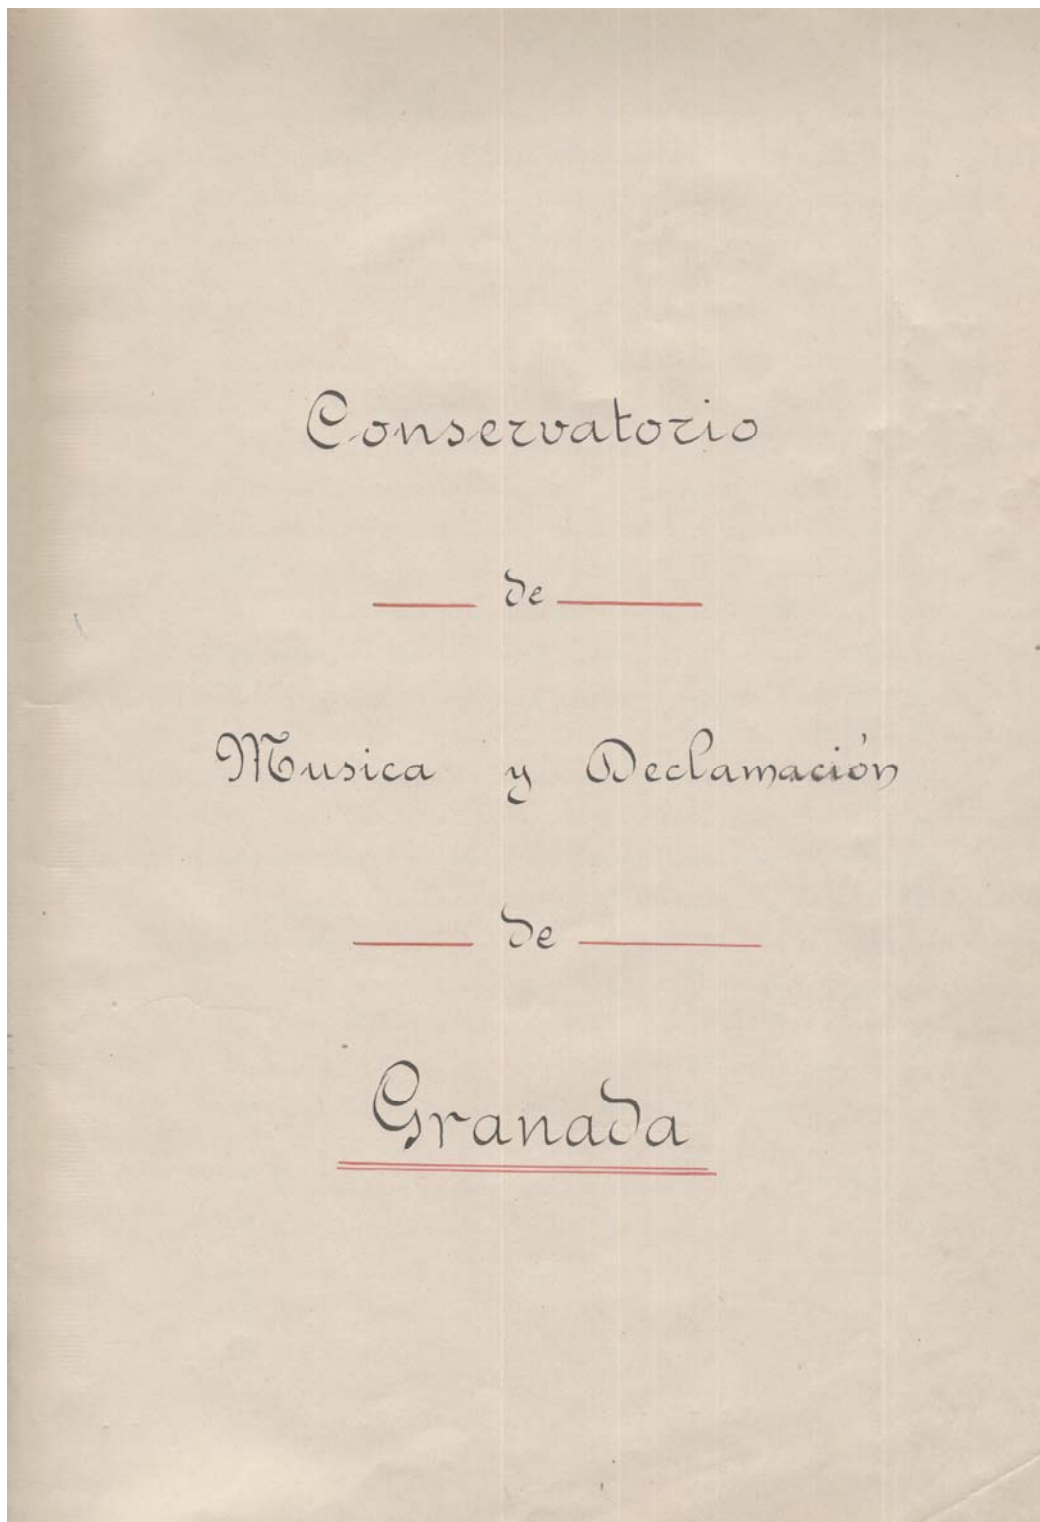 Conservatorio
de
Musica y Declamación
de
Granada